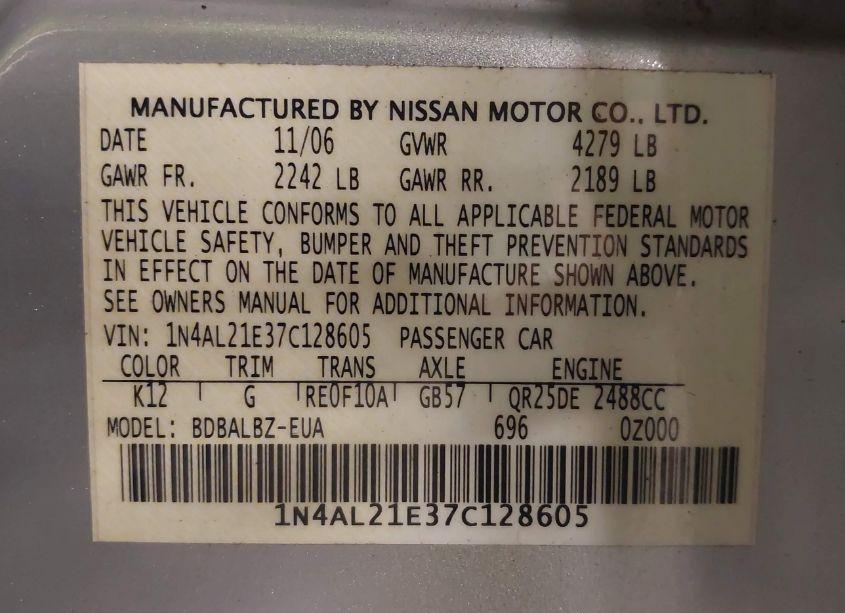 MANUFACTURED BY NISSAN MOTOR CO., LTD.
DATE 11/06 GVWR 4279 LB
GAWR FR. 2242 LB GAWR RR. 2189 LB
THIS VEHICLE CONFORMS TO ALL APPLICABLE FEDERAL MOTOR
VEHICLE SAFETY, BUMPER AND THEFT PREVENTION STANDARDS
IN EFFECT ON THE DATE OF MANUFACTURE SHOWN ABOVE.
SEE OWNERS MANUAL FOR ADDITIONAL INFORMATION.
VIN: 1N4AL21E37C128605 PASSENGER CAR
COLOR TRIM TRANS AXLE ENGINE
K12 G RE0F10A GB57 QR25DE 2488CC
MODEL: BDBALBZ-EUA 696 0Z000
1N4AL21E37C128605